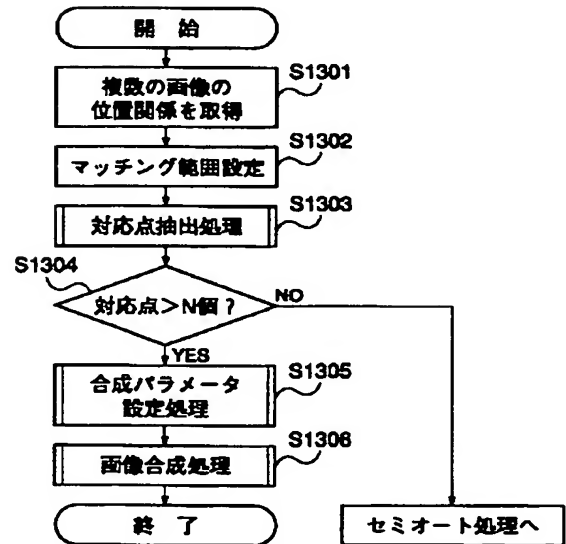 開 始
複数の画像の
位置関係を取得
S1301
マッチング範囲設定
S1302
対応点抽出処理
S1303
S1304
対応点>N個?
NO
YES
合成パラメータ
設定処理
S1305
画像合成処理
S1306
終 了
セミオート処理へ